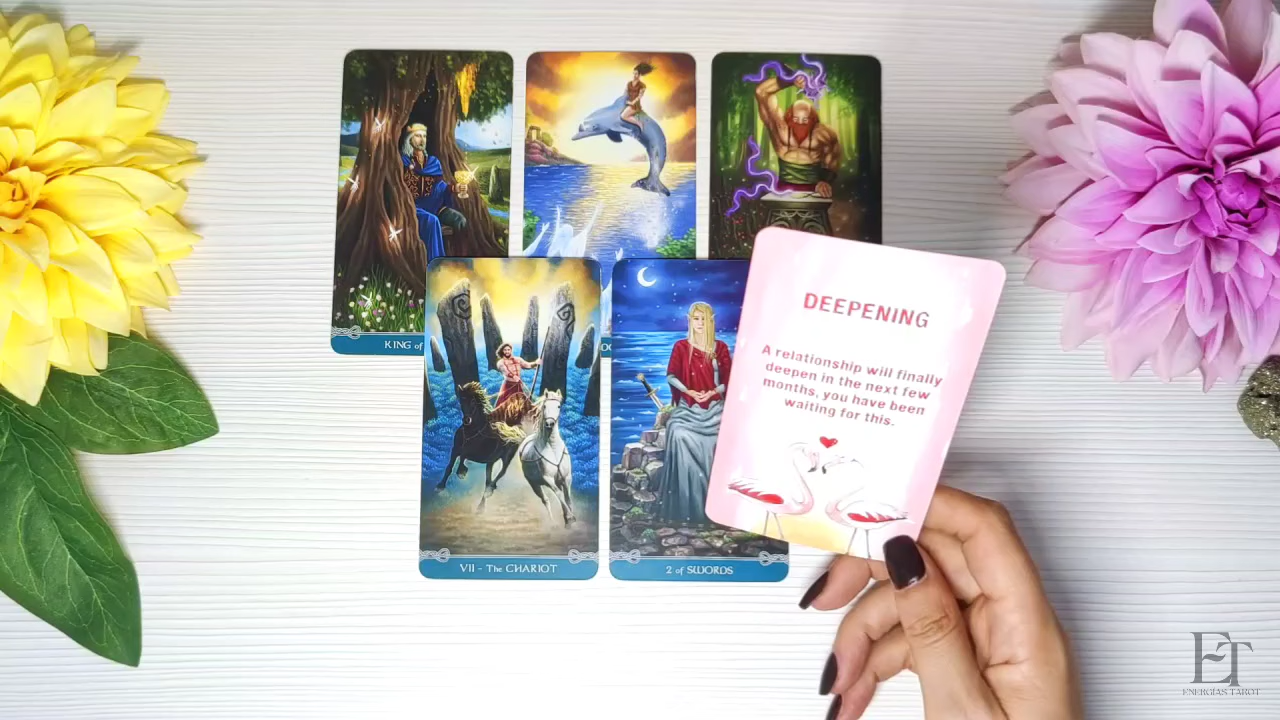 KING of
DEEPENING
A relationship will finally
deepen in the next few
months, you have been
waiting for this.
VII - The CHARIOT
2 of SWORDS
ET
ENERGÍAS TAROT